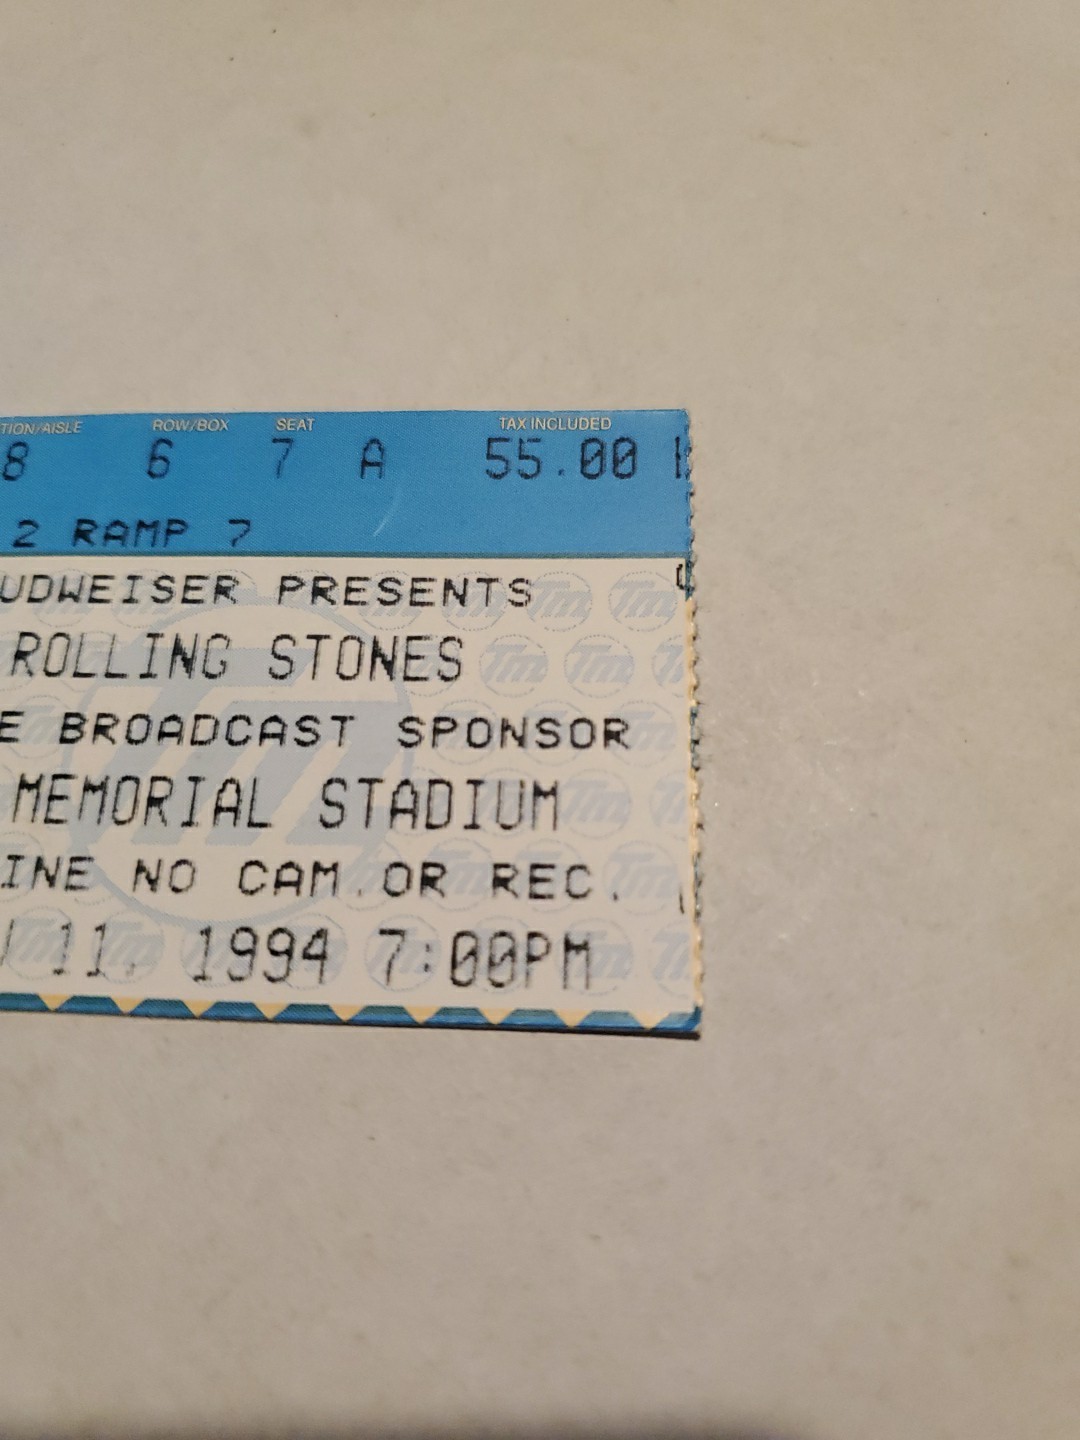 TION/AISLE ROW/BOX SEAT TAX INCLUDED
8 6 7 A 55.00
2 RAMP 7
UDWEISER PRESENTS
ROLLING STONES
E BROADCAST SPONSOR
MEMORIAL STADIUM
INE NO CAM.OR REC.
11, 1994 7:00PM